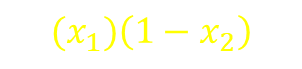 (x₁)(1 − x₂)